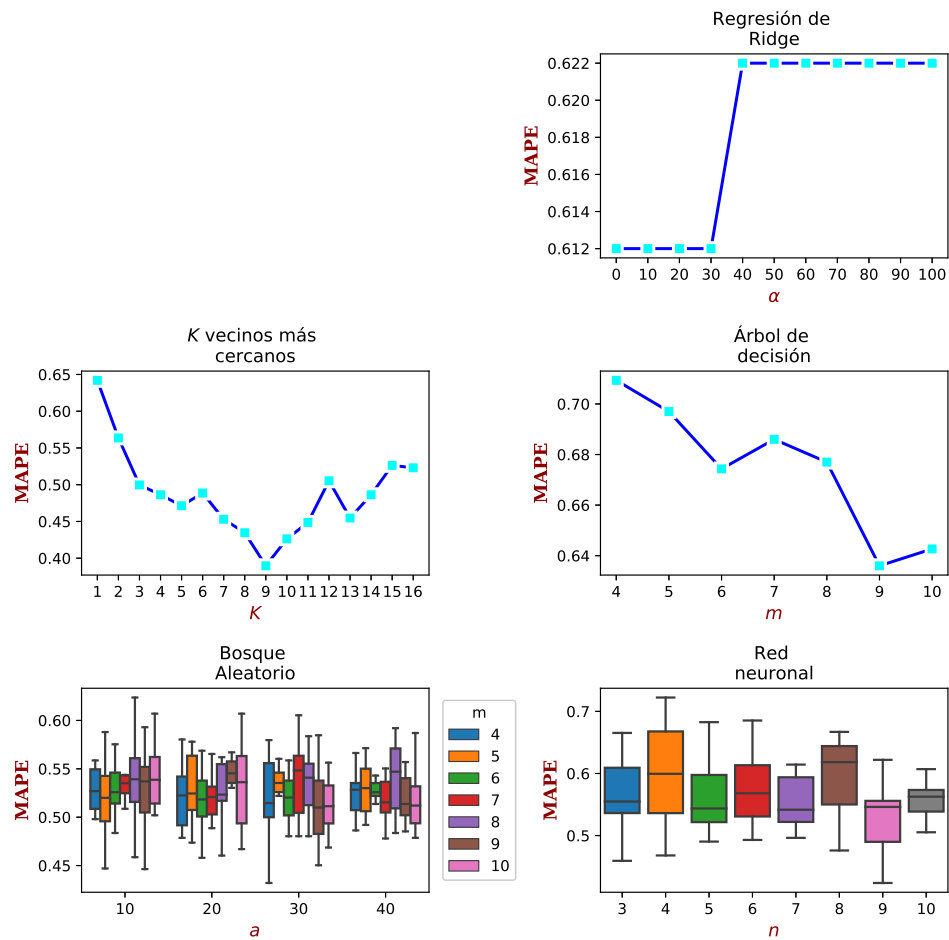 Regresión de
Ridge
MAPE
0.622
0.620
0.618
0.616
0.614
0.612
0 10 20 30 40 50 60 70 80 90 100
α
K vecinos más
cercanos
MAPE
0.65
0.60
0.55
0.50
0.45
0.40
1 2 3 4 5 6 7 8 9 10 11 12 13 14 15 16
K
Árbol de
decisión
MAPE
0.70
0.68
0.66
0.64
4 5 6 7 8 9 10
m
Bosque
Aleatorio
MAPE
0.60
0.55
0.50
0.45
10 20 30 40
a
m
4
5
6
7
8
9
10
Red
neuronal
MAPE
0.7
0.6
0.5
3 4 5 6 7 8 9 10
n